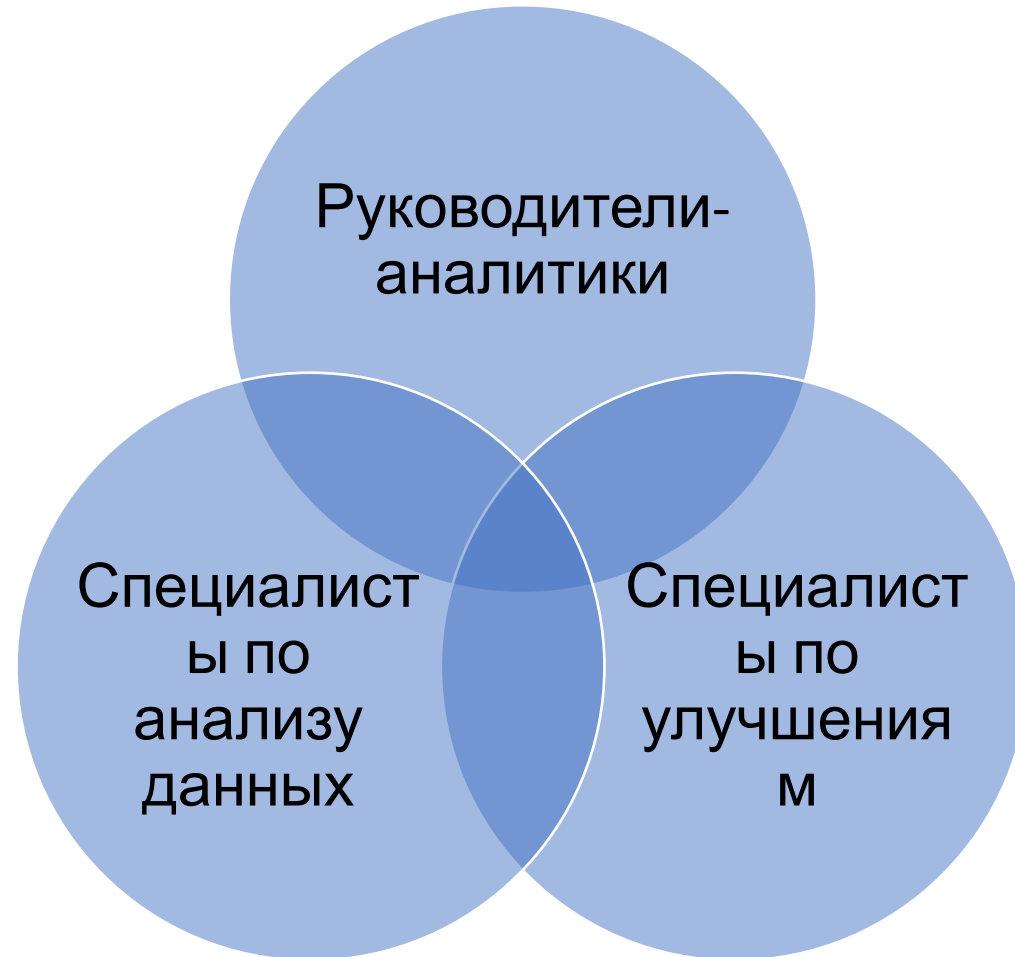 Руководители-
аналитики
Специалист
ы по
анализу
данных
Специалист
ы по
улучшения
м